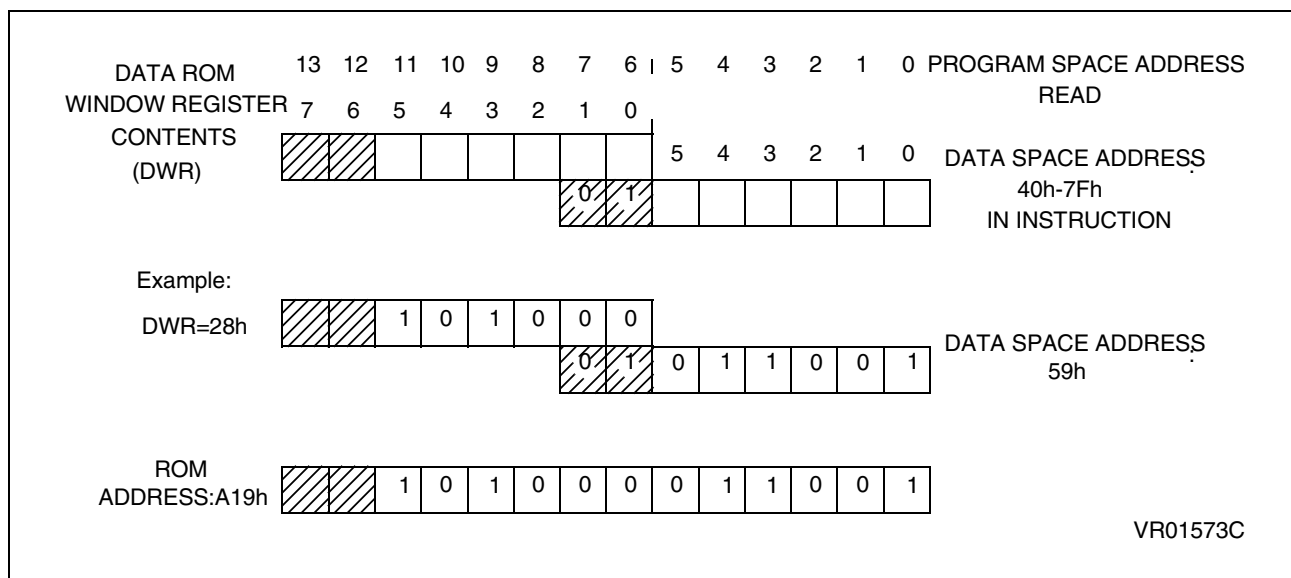 DATA ROM 13 12 11 10 9 8 7 6 5 4 3 2 1 0 PROGRAM SPACE ADDRESS
READ
WINDOW REGISTER 7 6 5 4 3 2 1 0
CONTENTS
(DWR)
5 4 3 2 1 0 DATA SPACE ADDRESS
:
40h-7Fh
0 1
IN INSTRUCTION
Example:
DWR=28h 1 0 1 0 0 0
0 1 0 1 1 0 0 1 DATA SPACE ADDRESS
:
59h
ROM
ADDRESS:A19h 1 0 1 0 0 0 0 1 1 0 0 1
VR01573C